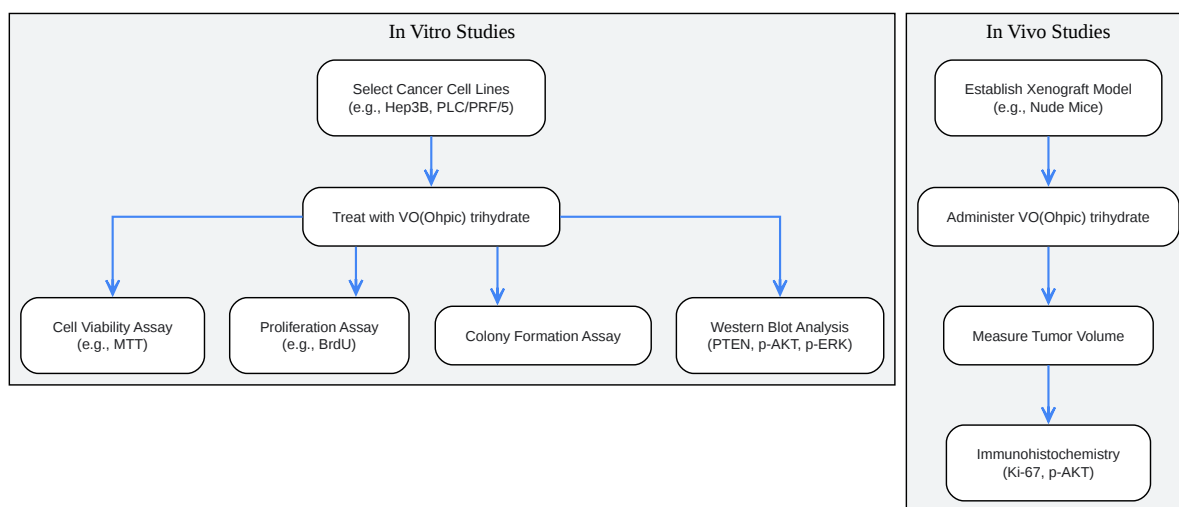 In Vitro Studies
Select Cancer Cell Lines
(e.g., Hep3B, PLC/PRF/5)
Treat with VO(Ohpic) trihydrate
Cell Viability Assay
(e.g., MTT)
Proliferation Assay
(e.g., BrdU)
Colony Formation Assay
Western Blot Analysis
(PTEN, p-AKT, p-ERK)
In Vivo Studies
Establish Xenograft Model
(e.g., Nude Mice)
Administer VO(Ohpic) trihydrate
Measure Tumor Volume
Immunohistochemistry
(Ki-67, p-AKT)